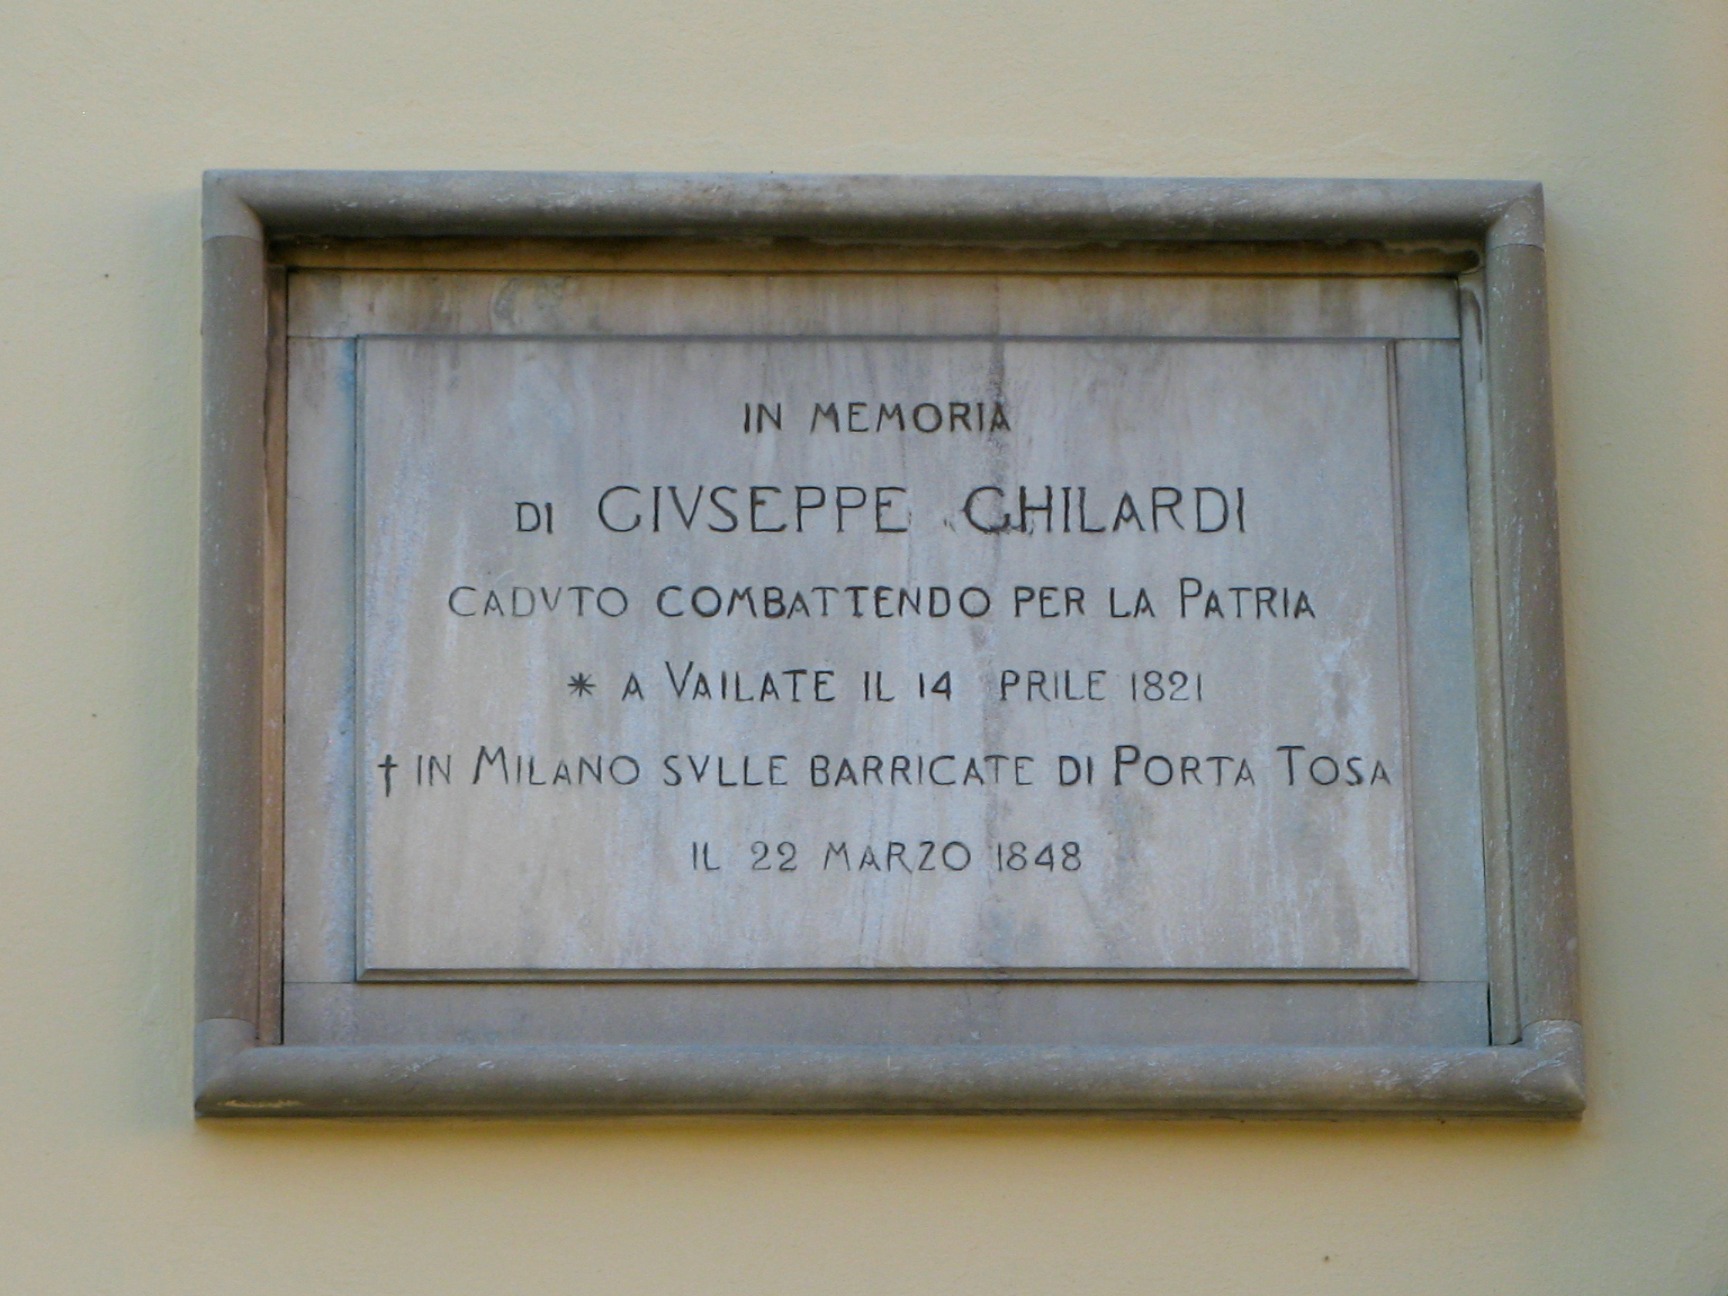 IN MEMORIA
DI GIVSEPPE GHILARDI
CADVTO COMBATTENDO PER LA PATRIA
* A VAILATE IL 14 PRILE 1821
† IN MILANO SVLLE BARRICATE DI PORTA TOSA
IL 22 MARZO 1848